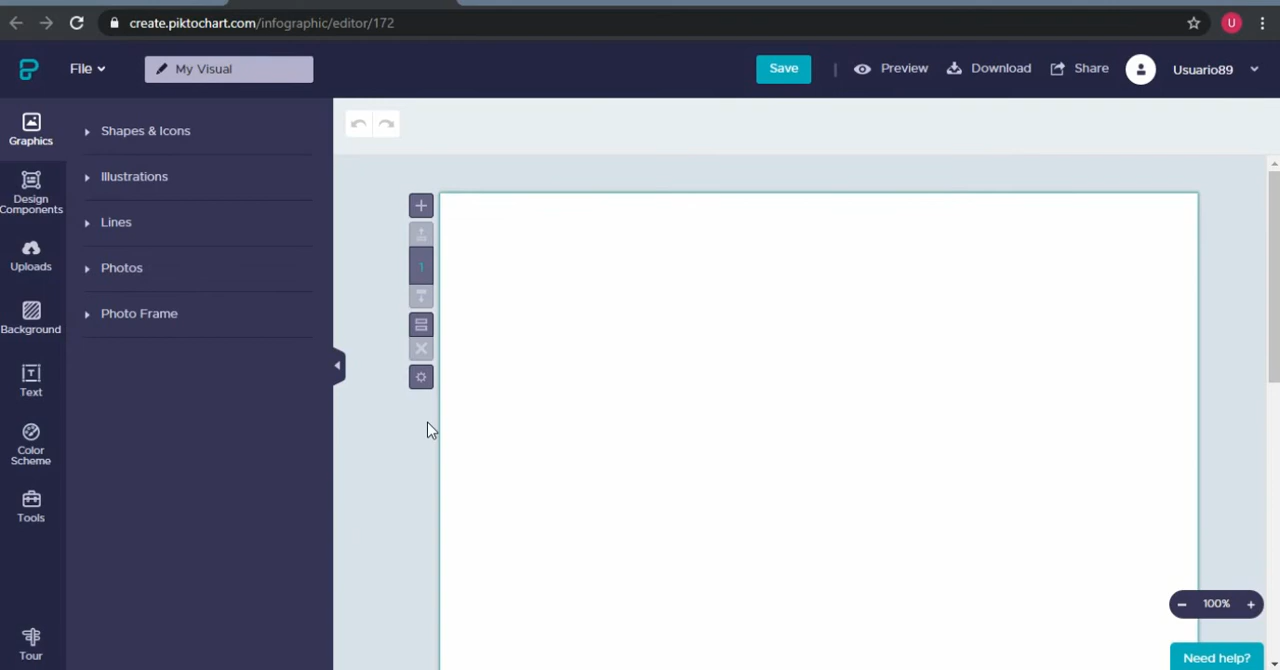 create.piktochart.com/infographic/editor/172
U
File
My Visual
Save
Preview
Download
Share
Usuario89
Graphics
Design
Components
Uploads
Background
Text
Color
Scheme
Tools
Tour
Shapes & Icons
Illustrations
Lines
Photos
Photo Frame
1
100%
Need help?